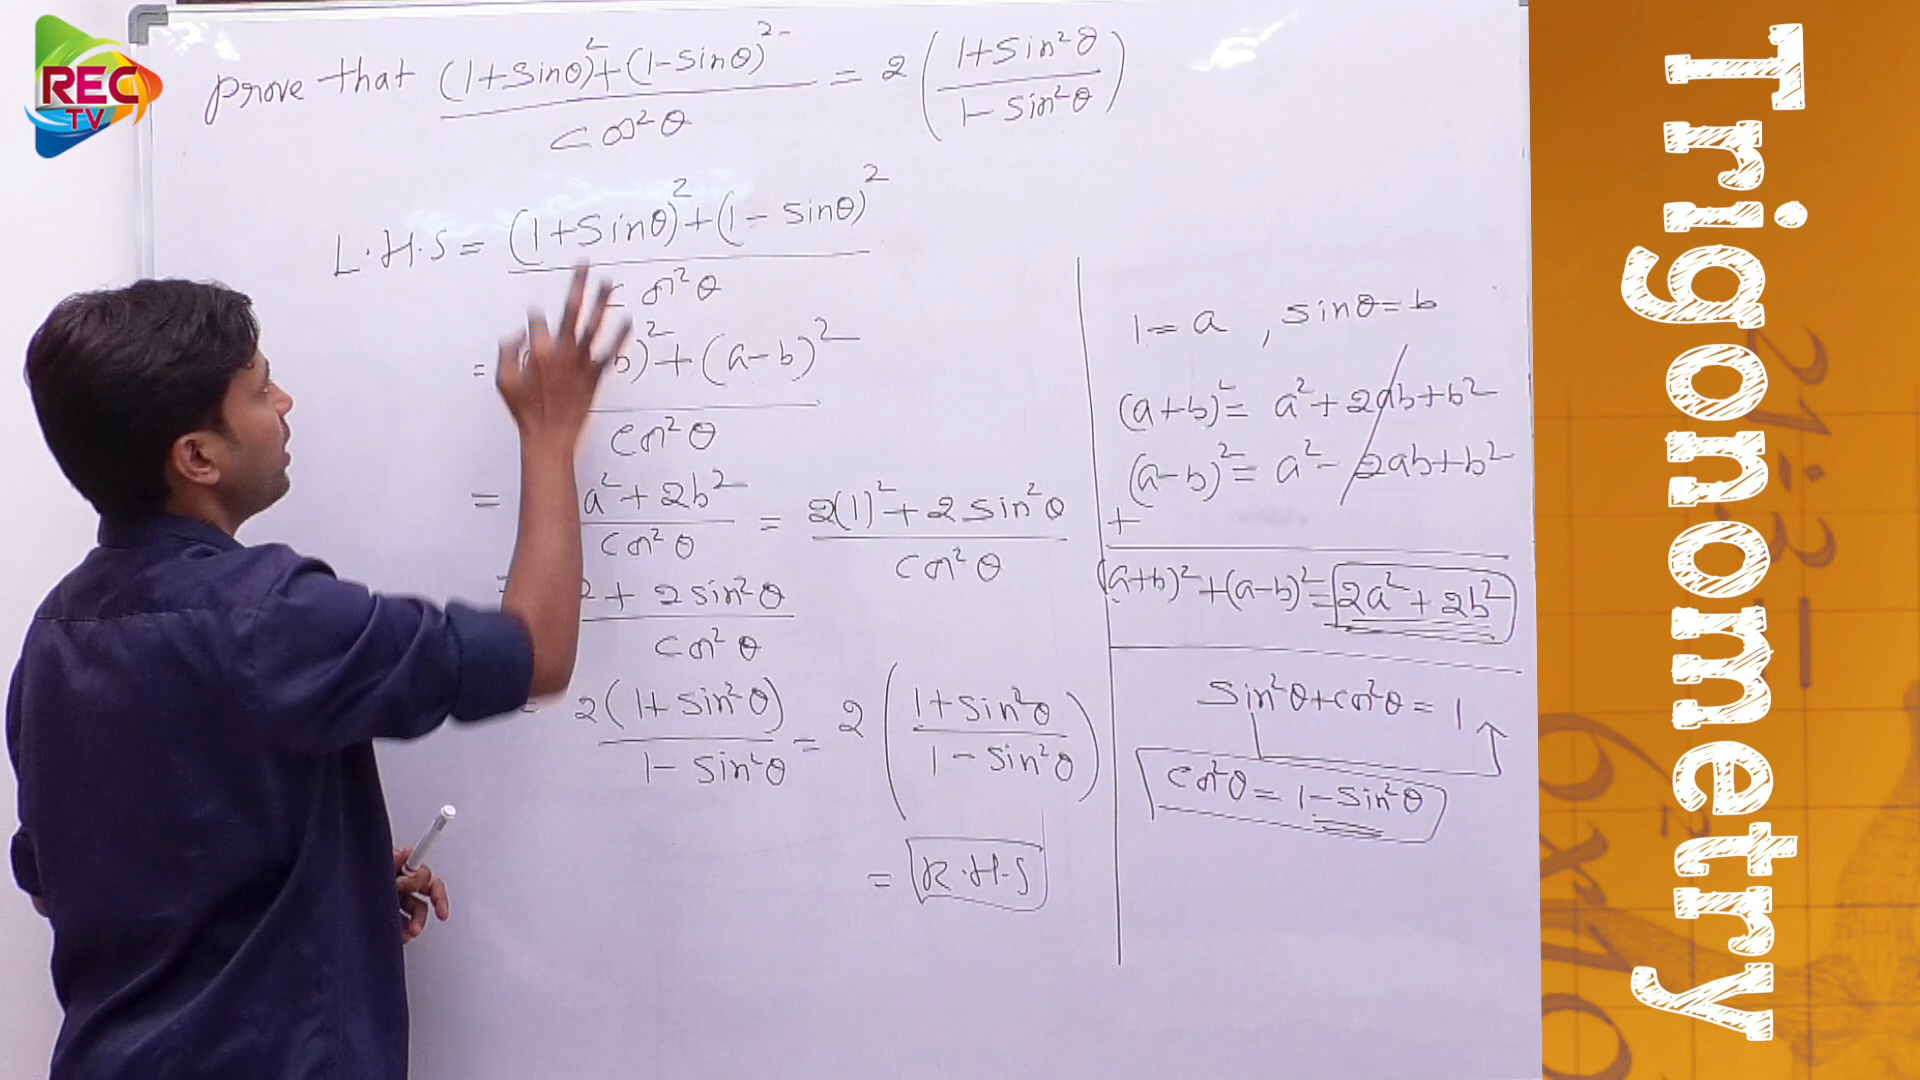 REC
TV
prove that (1+sinθ)²+(1-sinθ)² / cos²θ = 2 (1+sin²θ / 1-sin²θ)
L.H.S = (1+sinθ)²+(1-sinθ)² / cos²θ
= b)²+(a-b)² / cos²θ
= a²+2b² / cos²θ = 2(1)²+2sin²θ / cos²θ
= 2+2sin²θ / cos²θ
= 2(1+sin²θ) / 1-sin²θ = 2 (1+sin²θ / 1-sin²θ)
= R.H.S
1=a , sinθ=b
(a+b)²= a²+2ab+b²
(a-b)²= a²-2ab+b²
+
(a+b)²+(a-b)²=2a²+2b²
sin²θ+cos²θ=1
cos²θ=1-sin²θ
Trigonometry